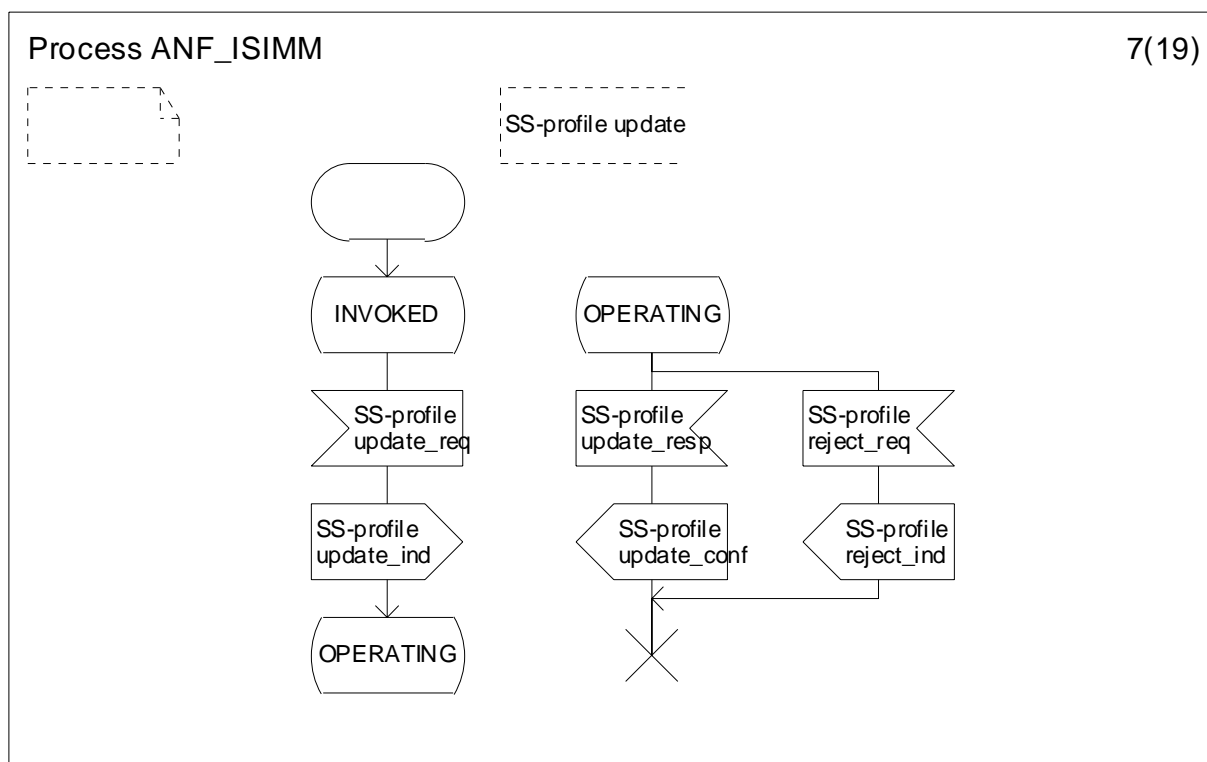 Process ANF_ISIMM
7(19)
SS-profile update
INVOKED
OPERATING
SS-profile
update_req
SS-profile
update_resp
SS-profile
reject_req
SS-profile
update_ind
SS-profile
update_conf
SS-profile
reject_ind
OPERATING